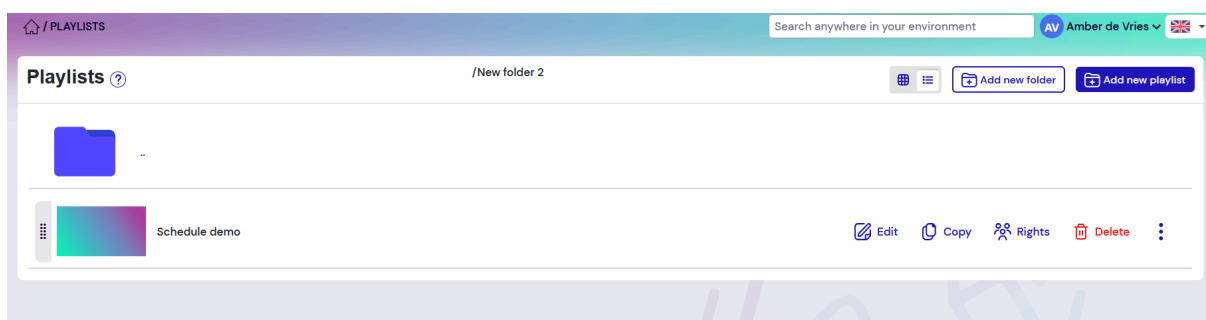 / PLAYLISTS
Search anywhere in your environment
AV Amber de Vries
Playlists ?
/New folder 2
Add new folder
Add new playlist
..
Schedule demo
Edit
Copy
Rights
Delete